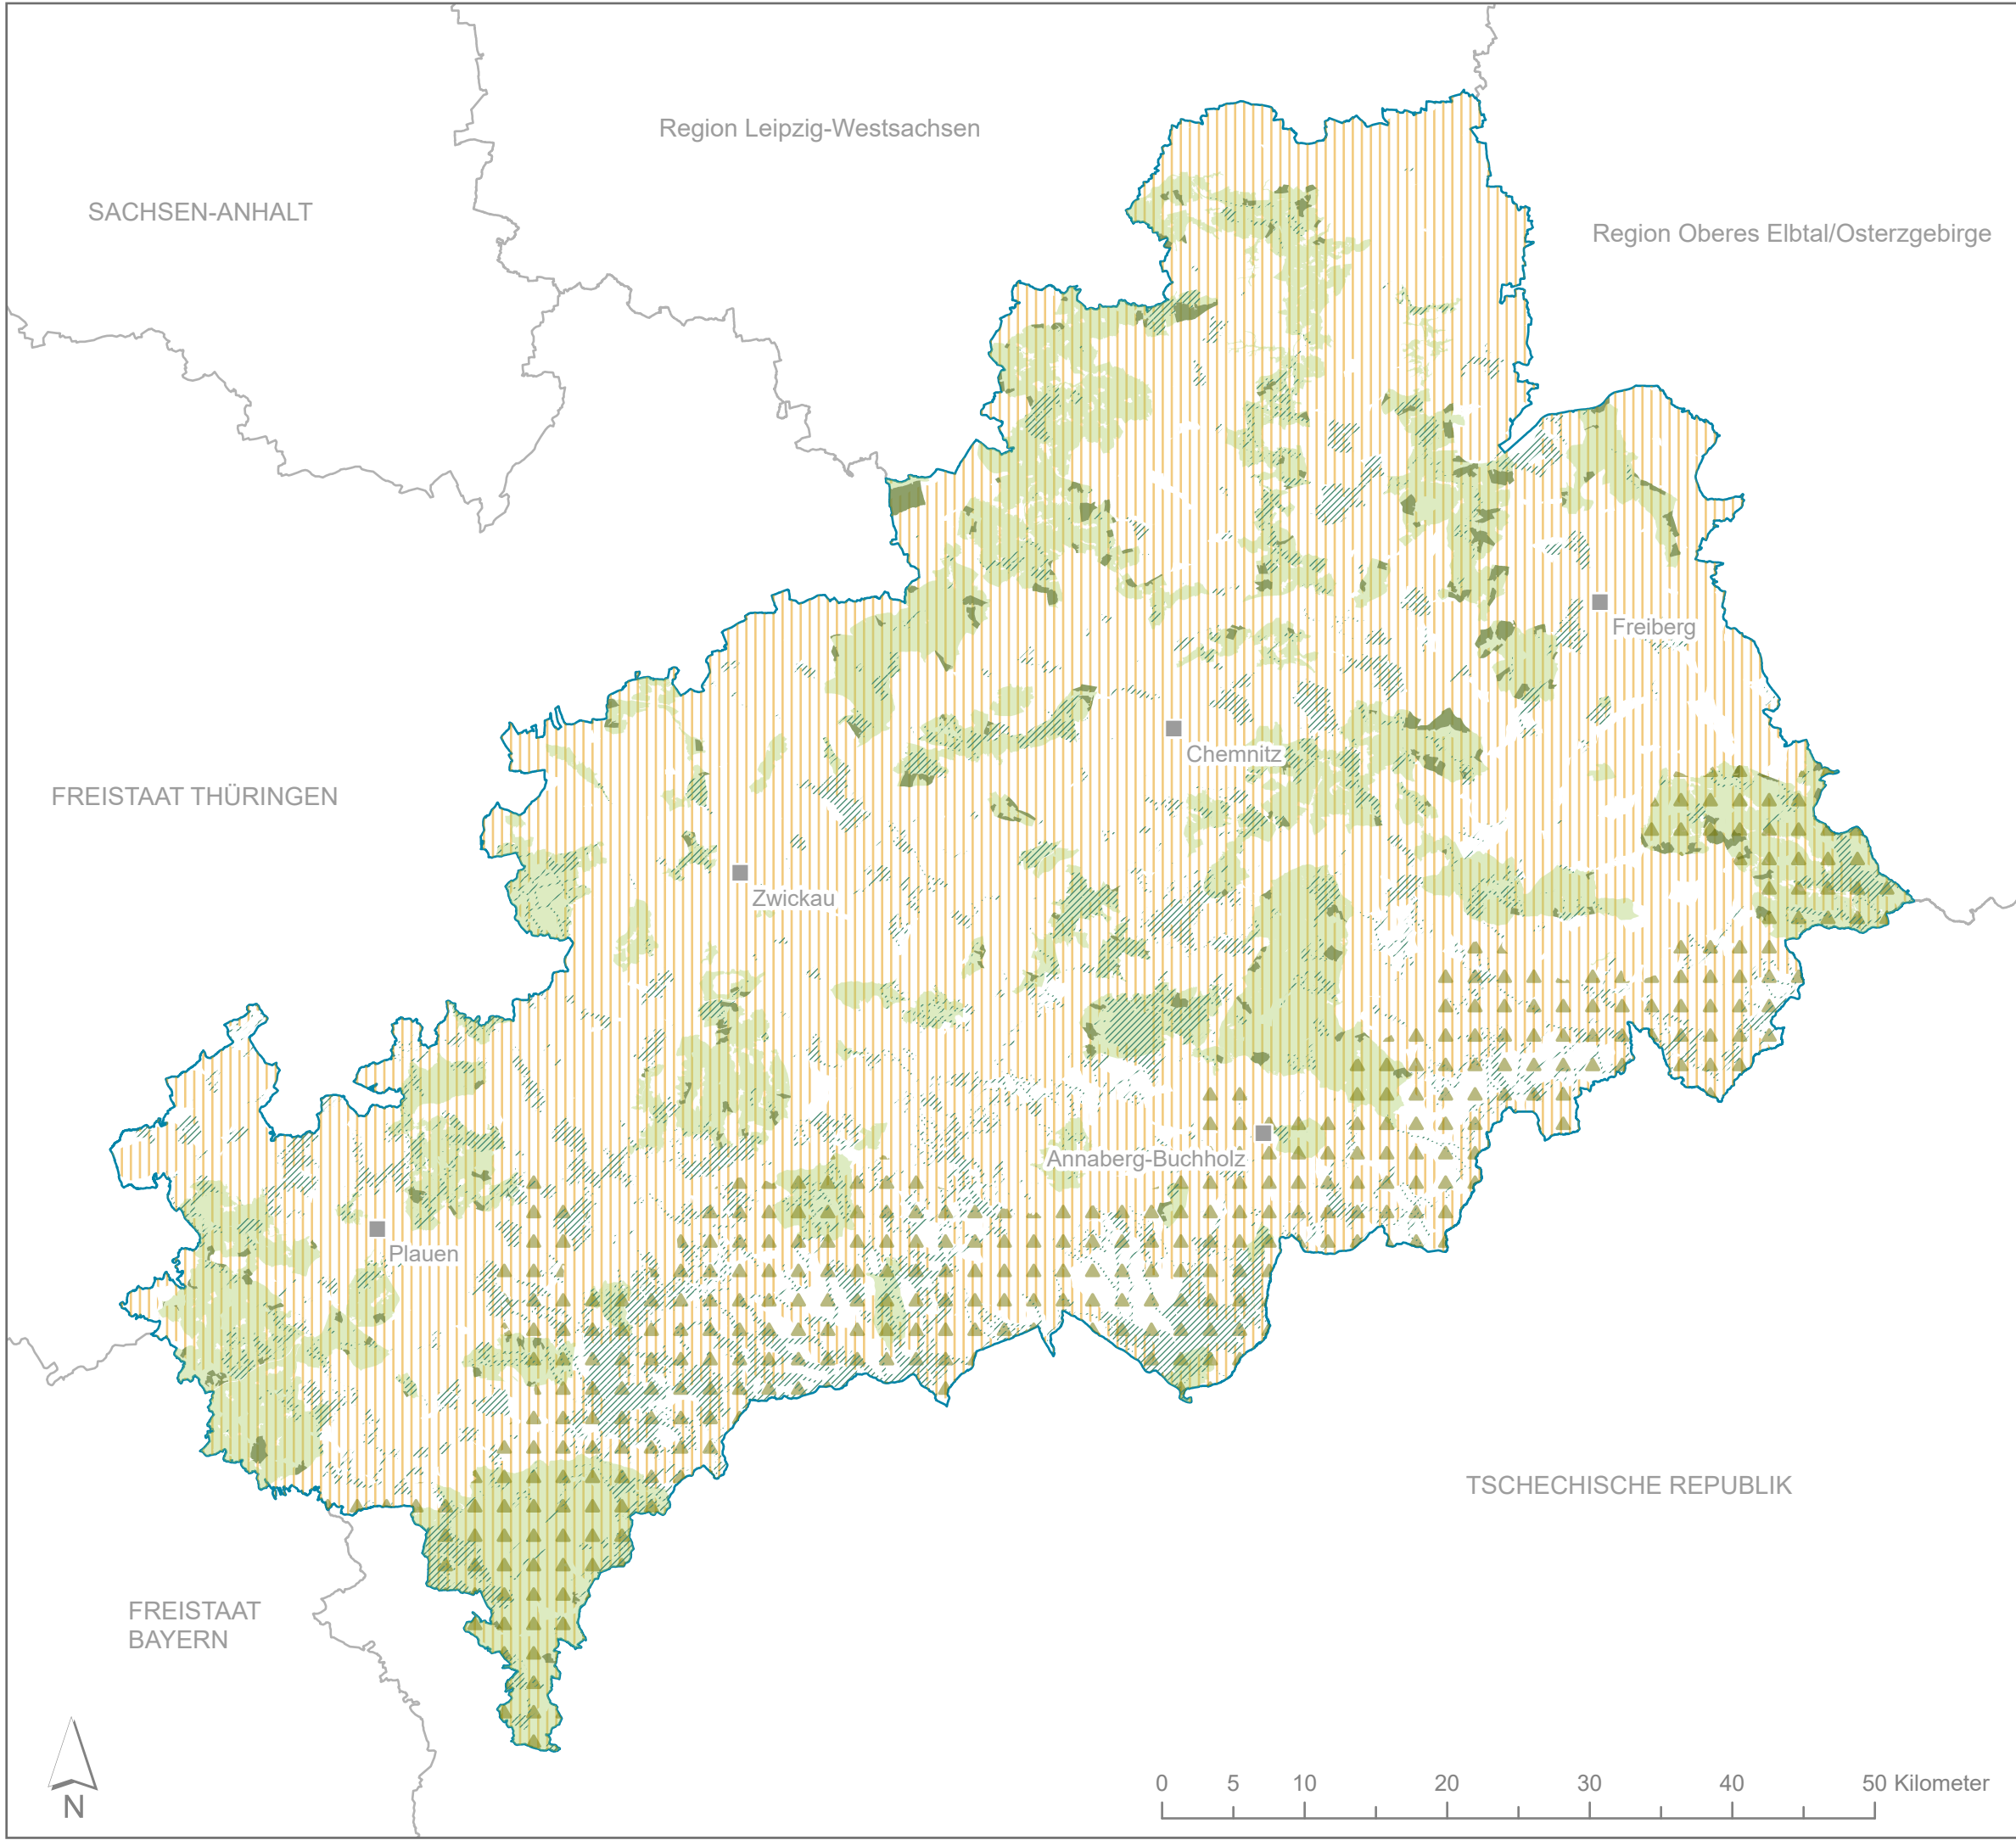 Region Leipzig-Westsachsen
SACHSEN-ANHALT
Region Oberes Elbtal/Osterzgebirge
Freiberg
Chemnitz
FREISTAAT THÜRINGEN
Zwickau
Annaberg-Buchholz
Plauen
TSCHECHISCHE REPUBLIK
FREISTAAT
BAYERN
N
0 5 10 20 30 40 50 Kilometer